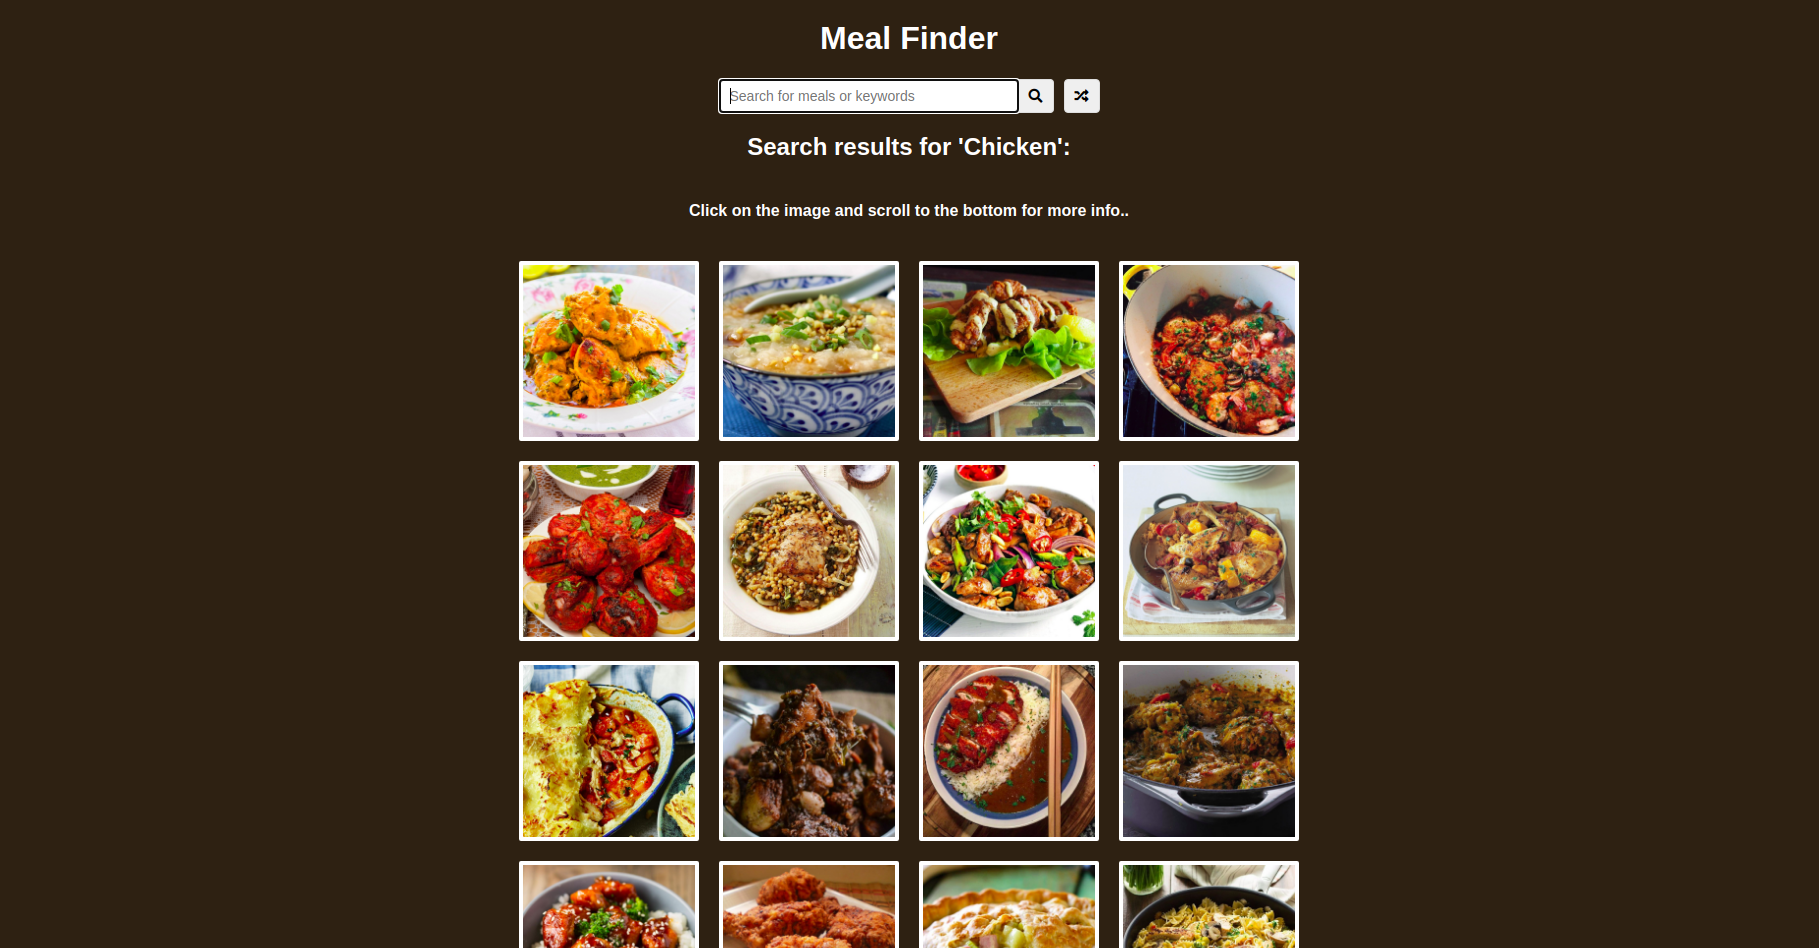 Meal Finder
Search for meals or keywords
Search results for 'Chicken':
Click on the image and scroll to the bottom for more info..